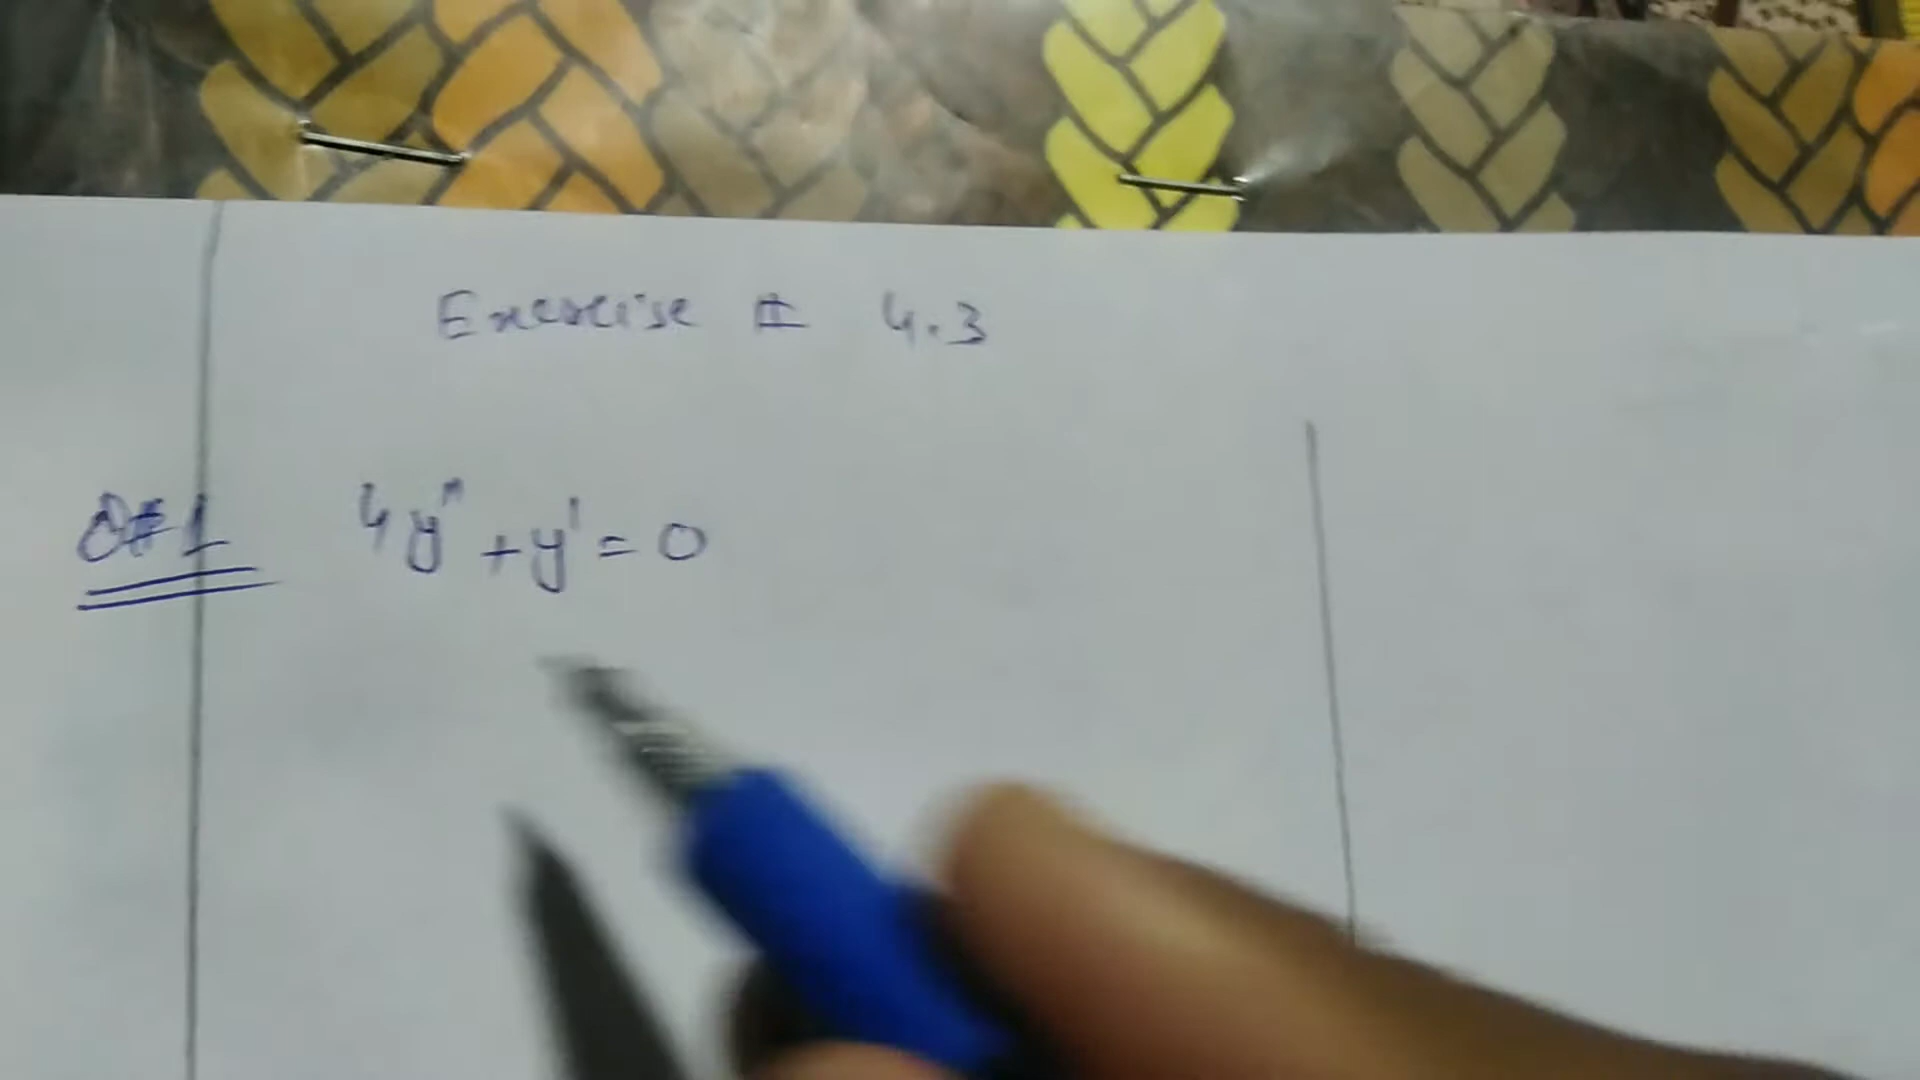 Exercise # 4.3
Q#1 4y" + y' = 0